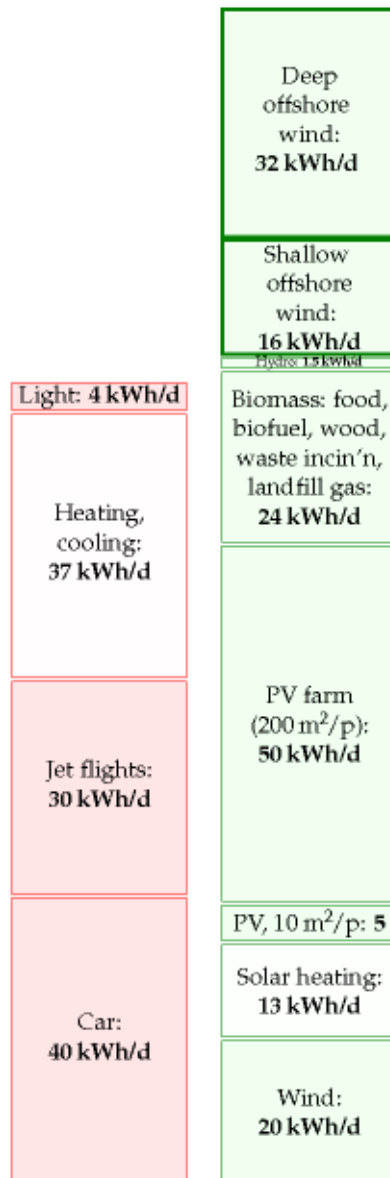 Deep
offshore
wind:
32 kWh/d
Shallow
offshore
wind:
16 kWh/d
Hydro: 1.5 kWh/d
Light: 4 kWh/d
Biomass: food,
biofuel, wood,
waste incin'n,
landfill gas:
24 kWh/d
Heating,
cooling:
37 kWh/d
PV farm
(200 m²/p):
50 kWh/d
Jet flights:
30 kWh/d
PV, 10 m²/p: 5
Solar heating:
13 kWh/d
Car:
40 kWh/d
Wind:
20 kWh/d